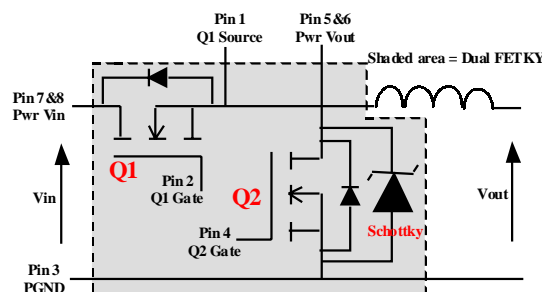 Pin 1
Q1 Source
Pin 5&6
Pwr Vout
Shaded area = Dual FETKY
Pin 7&8
Pwr Vin
Q1
Pin 2
Q1 Gate
Q2
Vin
Vout
Pin 4
Q2 Gate
Schottky
Pin 3
PGND